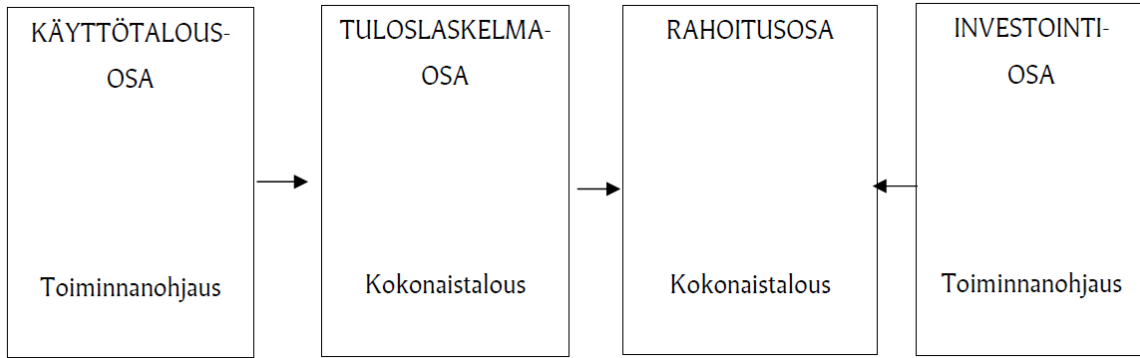 KÄYTTÖTALOUS-
OSA
Toiminnanohjaus
TULOSLASKELMA-
OSA
Kokonaistalous
RAHOITUSOSA
Kokonaistalous
INVESTOINTI-
OSA
Toiminnanohjaus